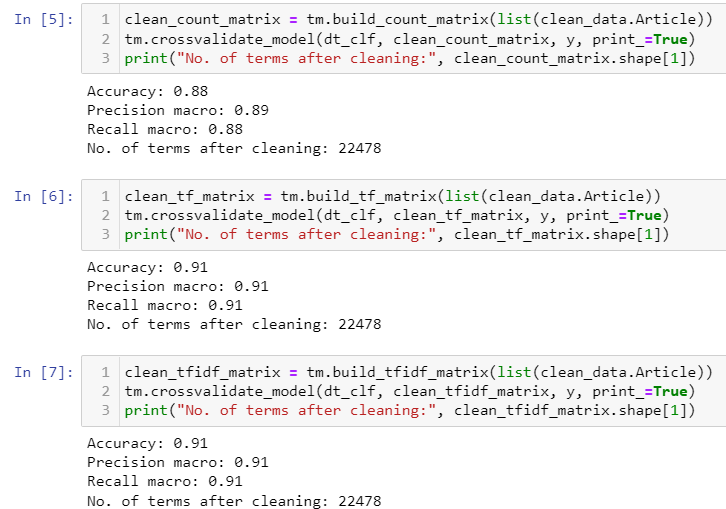 In [5]:
1 clean_count_matrix = tm.build_count_matrix(list(clean_data.Article))
2 tm.crossvalidate_model(dt_clf, clean_count_matrix, y, print_=True)
3 print("No. of terms after cleaning:", clean_count_matrix.shape[1])
Accuracy: 0.88
Precision macro: 0.89
Recall macro: 0.88
No. of terms after cleaning: 22478
In [6]:
1 clean_tf_matrix = tm.build_tf_matrix(list(clean_data.Article))
2 tm.crossvalidate_model(dt_clf, clean_tf_matrix, y, print_=True)
3 print("No. of terms after cleaning:", clean_tf_matrix.shape[1])
Accuracy: 0.91
Precision macro: 0.91
Recall macro: 0.91
No. of terms after cleaning: 22478
In [7]:
1 clean_tfidf_matrix = tm.build_tfidf_matrix(list(clean_data.Article))
2 tm.crossvalidate_model(dt_clf, clean_tfidf_matrix, y, print_=True)
3 print("No. of terms after cleaning:", clean_tfidf_matrix.shape[1])
Accuracy: 0.91
Precision macro: 0.91
Recall macro: 0.91
No. of terms after cleaning: 22478